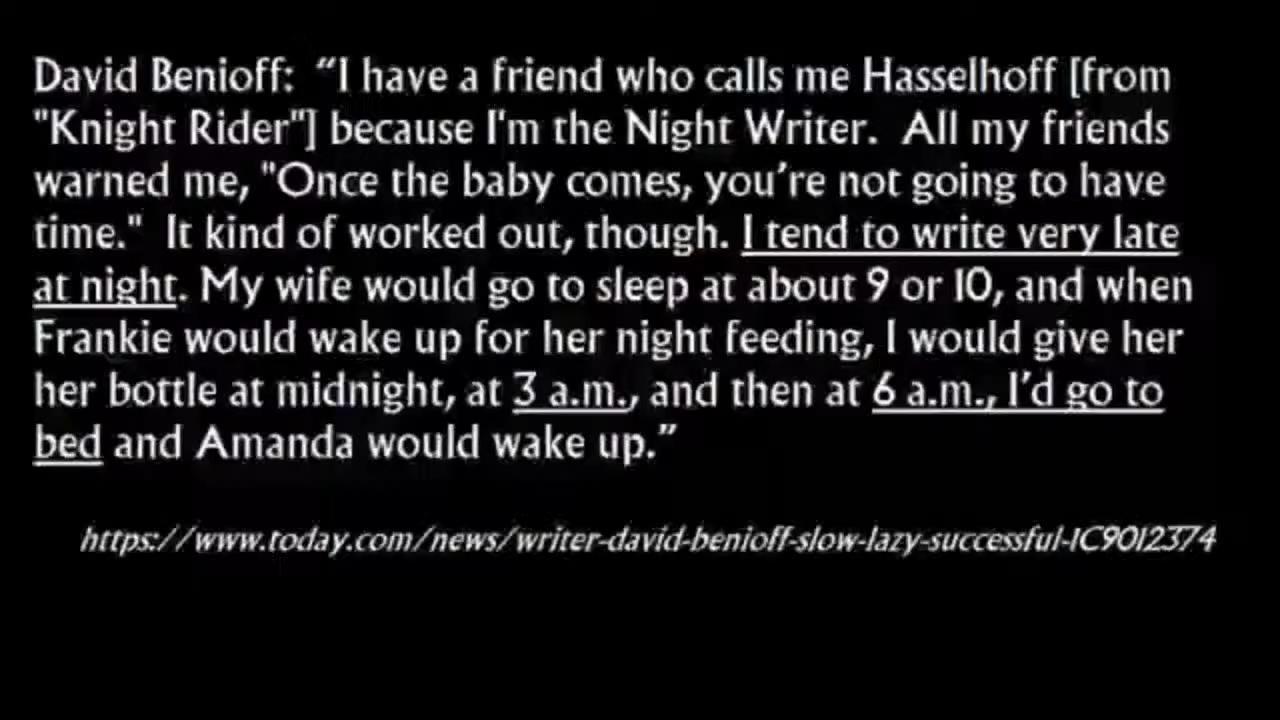 David Benioff:  “I have a friend who calls me Hasselhoff [from
"Knight Rider"] because I'm the Night Writer.  All my friends
warned me, "Once the baby comes, you’re not going to have
time."  It kind of worked out, though. I tend to write very late
at night. My wife would go to sleep at about 9 or 10, and when
Frankie would wake up for her night feeding, I would give her
her bottle at midnight, at 3 a.m., and then at 6 a.m., I’d go to
bed and Amanda would wake up.”
https://www.today.com/news/writer-david-benioff-slow-lazy-successful-1C9012374